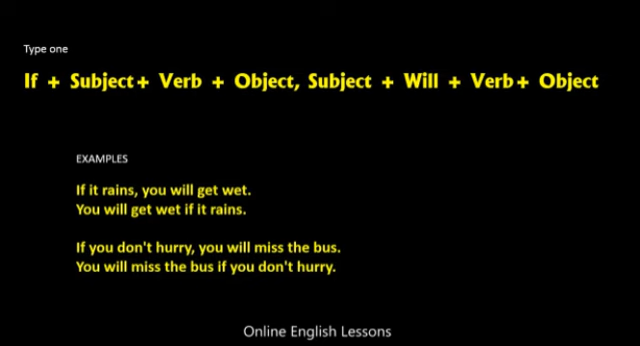 Type one
If + Subject+ Verb + Object, Subject + Will + Verb+ Object
EXAMPLES
If it rains, you will get wet.
You will get wet if it rains.
If you don't hurry, you will miss the bus.
You will miss the bus if you don't hurry.
Online English Lessons